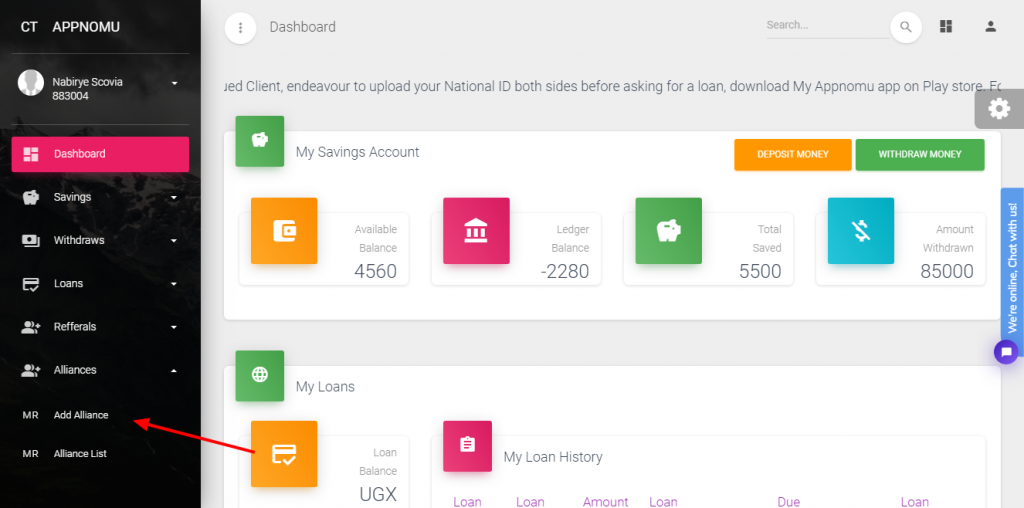 CT APPNOMU
Nabirye Scovia
883004
Dashboard
Savings
Withdraws
Loans
Refferals
Alliances
MR Add Alliance
MR Alliance List
Dashboard
Search...
ued Client, endeavour to upload your National ID both sides before asking for a loan, download My Appnomu app on Play store. Fo
My Savings Account
DEPOSIT MONEY WITHDRAW MONEY
Available
Balance
4560
Ledger
Balance
-2280
Total
Saved
5500
Amount
Withdrawn
85000
We're online, Chat with us!
My Loans
Loan
Balance
UGX
My Loan History
Loan Loan Amount Loan Due Loan